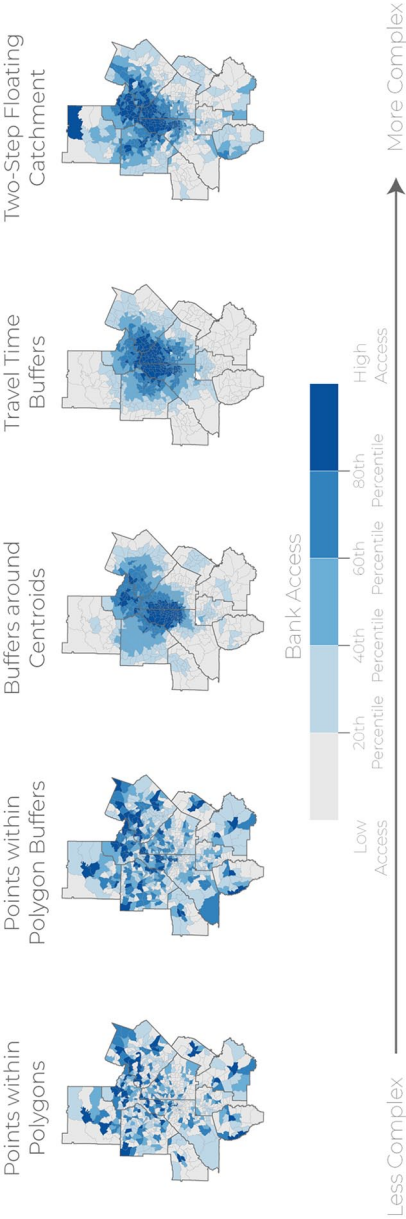 Points within
Polygons
Points within
Polygon Buffers
Buffers around
Centroids
Travel Time
Buffers
Two-Step Floating
Catchment
Bank Access
Low
Access
20th
Percentile
40th
Percentile
60th
Percentile
80th
Percentile
High
Access
Less Complex
More Complex